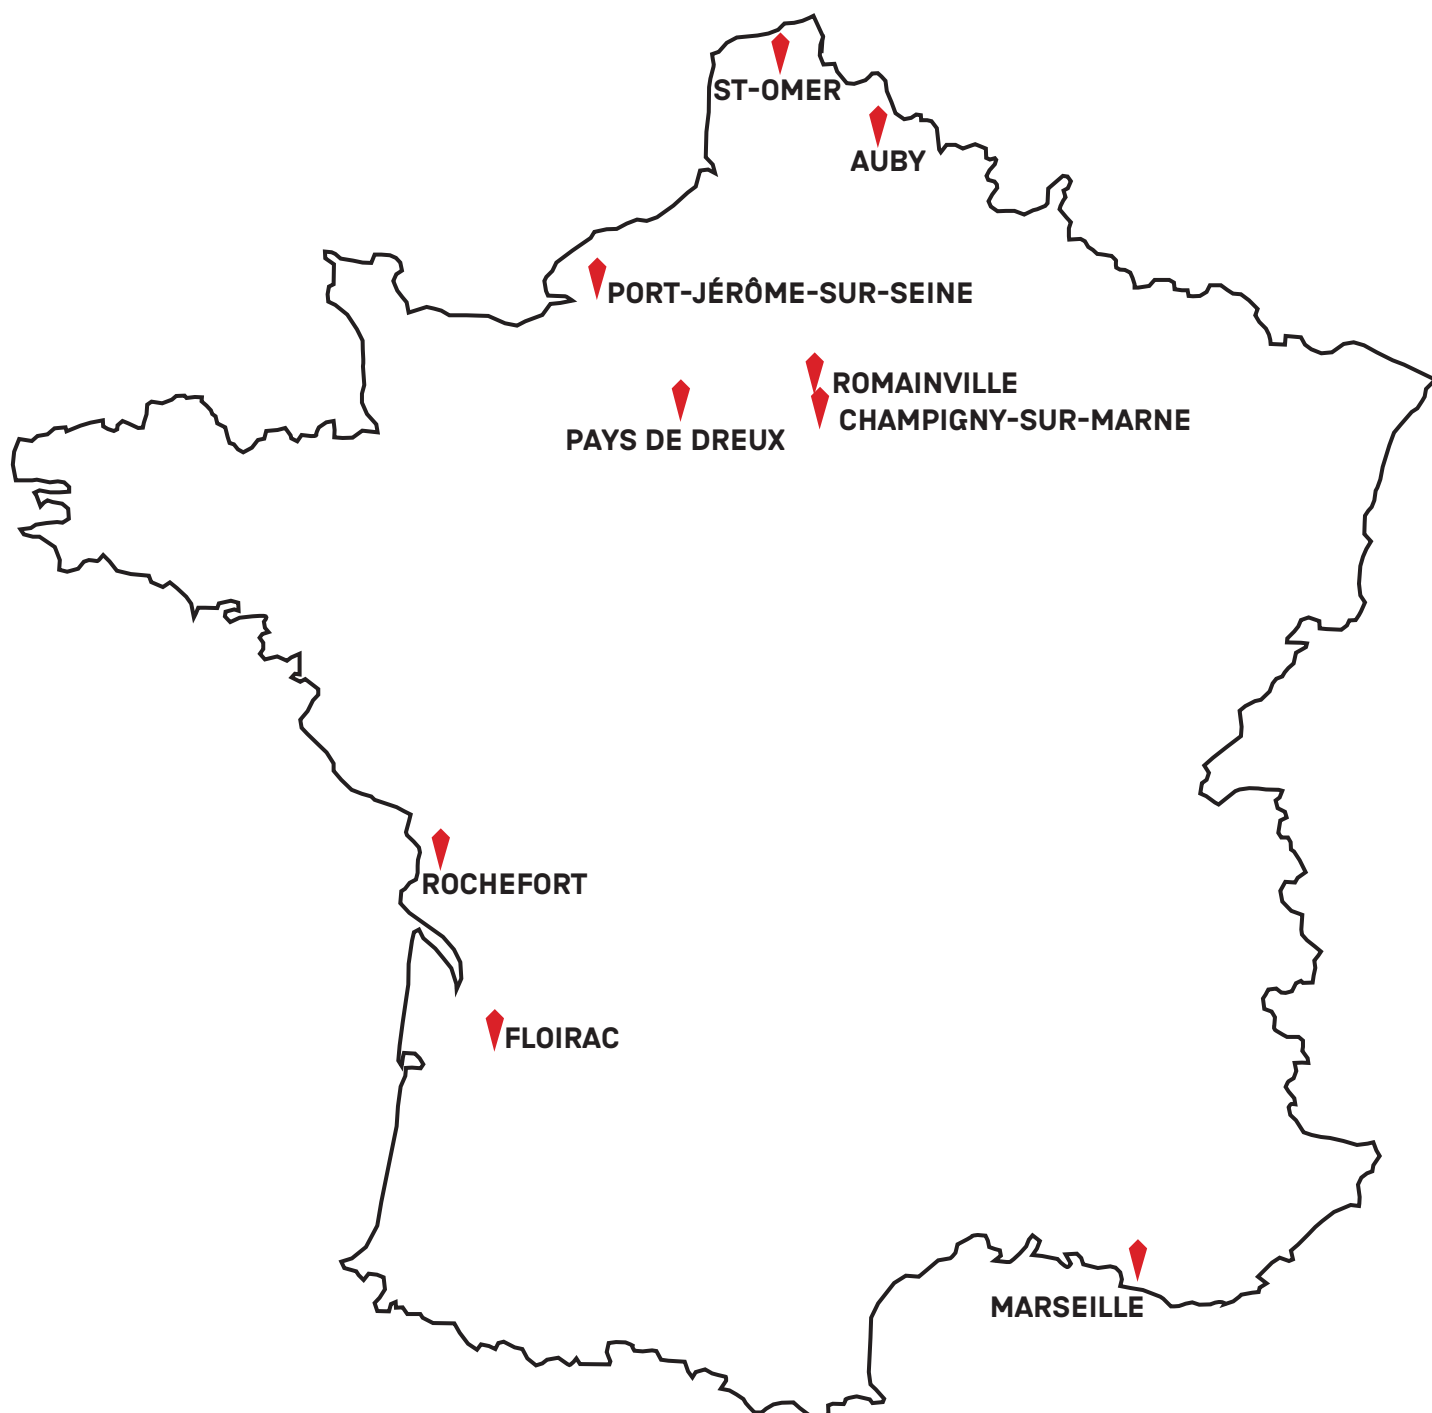 ST-OMER
AUBY
PORT-JÉRÔME-SUR-SEINE
ROMAINVILLE
CHAMPIGNY-SUR-MARNE
PAYS DE DREUX
ROCHEFORT
FLOIRAC
MARSEILLE